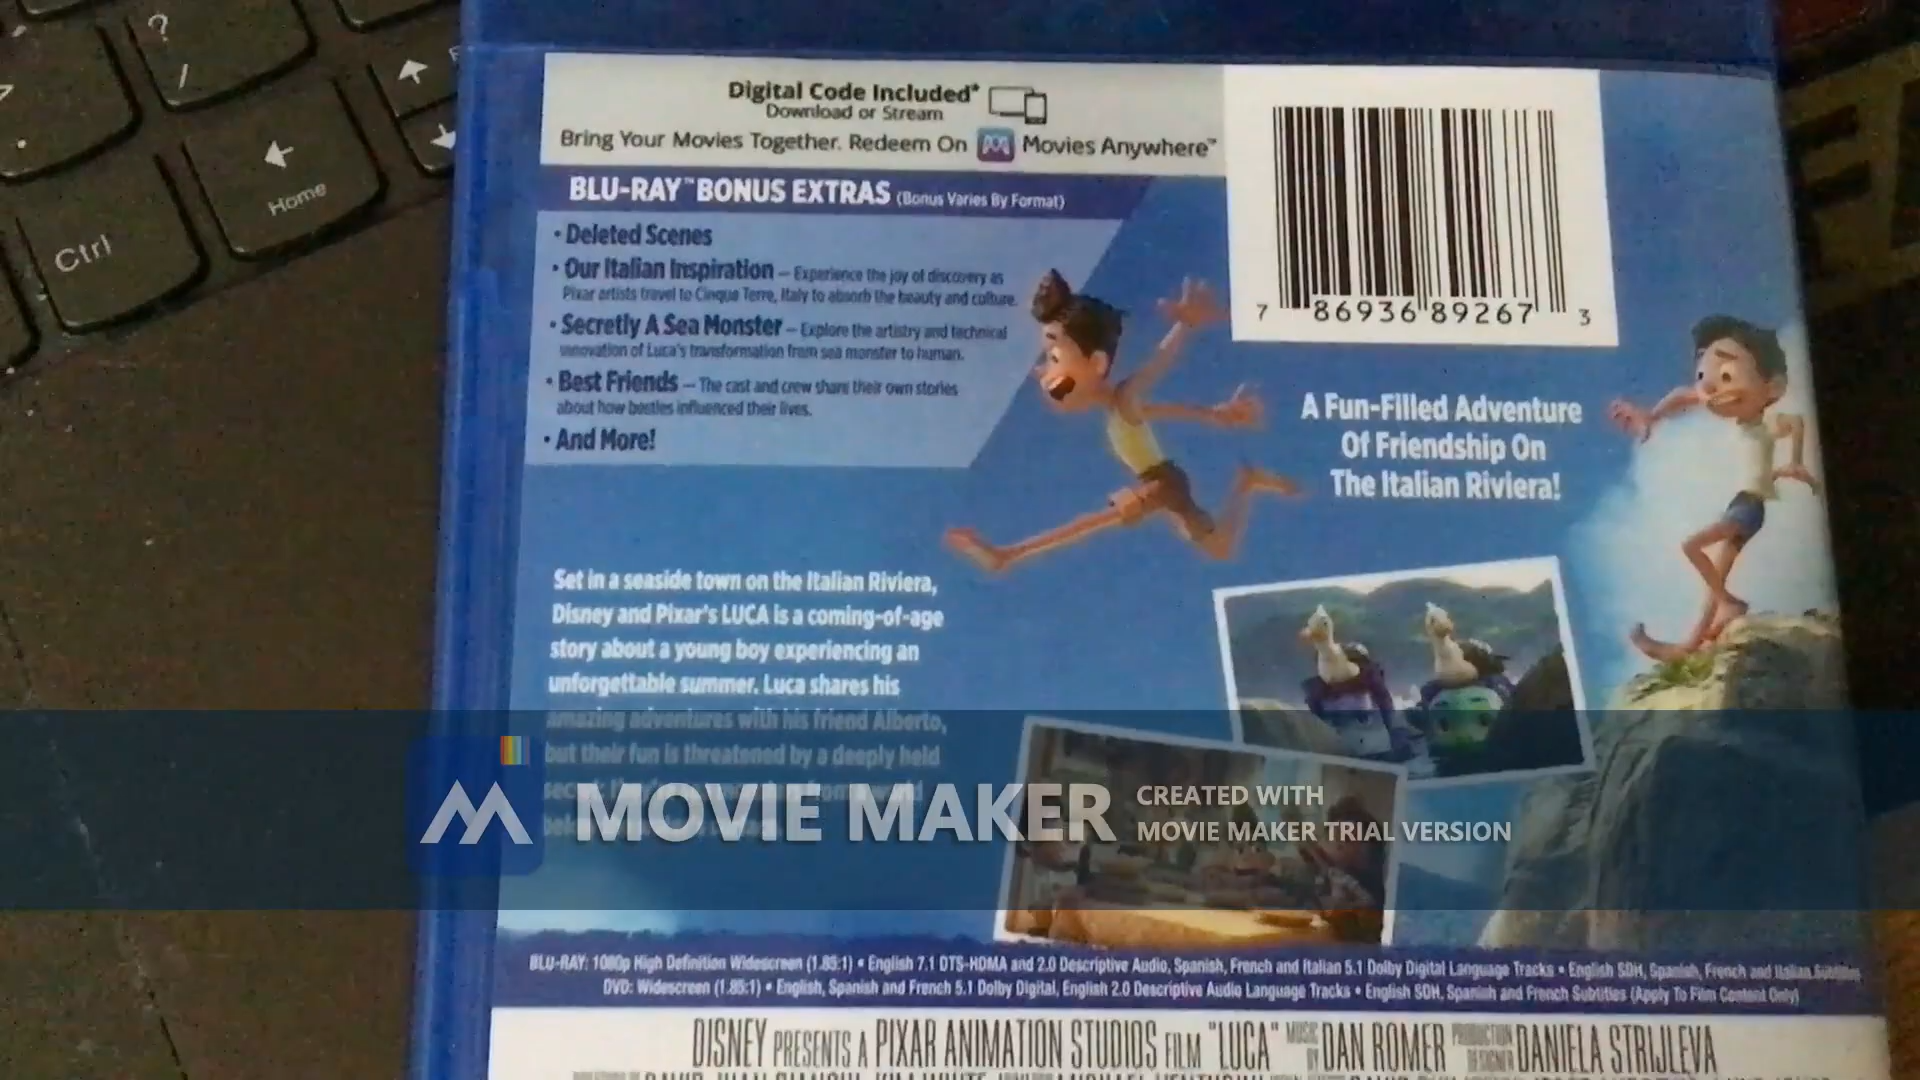 ?
/
Home
Ctrl
Digital Code Included*
Download or Stream
Bring Your Movies Together. Redeem On Movies Anywhere™
BLU-RAY™ BONUS EXTRAS (Bonus Varies By Format)
• Deleted Scenes
• Our Italian Inspiration – Experience the joy of discovery as
Pixar artists travel to Cinque Terre, Italy to absorb the beauty and culture.
• Secretly A Sea Monster – Explore the artistry and technical
innovation of Luca's transformation from sea monster to human.
• Best Friends – The cast and crew share their own stories
about how besties influenced their lives.
• And More!
7 86936 89267 3
A Fun-Filled Adventure
Of Friendship On
The Italian Riviera!
Set in a seaside town on the Italian Riviera,
Disney and Pixar's LUCA is a coming-of-age
story about a young boy experiencing an
unforgettable summer. Luca shares his
amazing adventures with his friend Alberto,
but their fun is threatened by a deeply held
MOVIE MAKER
CREATED WITH
MOVIE MAKER TRIAL VERSION
BLU-RAY: 1080p High Definition Widescreen (1.85:1) • English 7.1 DTS-HDMA and 2.0 Descriptive Audio, Spanish, French and Italian 5.1 Dolby Digital Language Tracks • English SDH, Spanish, French and Italian Subtitles
DVD: Widescreen (1.85:1) • English, Spanish and French 5.1 Dolby Digital, English 2.0 Descriptive Audio Language Tracks • English SDH, Spanish and French Subtitles (Apply To Film Content Only)
DISNEY PRESENTS A PIXAR ANIMATION STUDIOS FILM "LUCA" MUSIC BY DAN ROMER PRODUCTION DESIGNER DANIELA STRIJLEVA